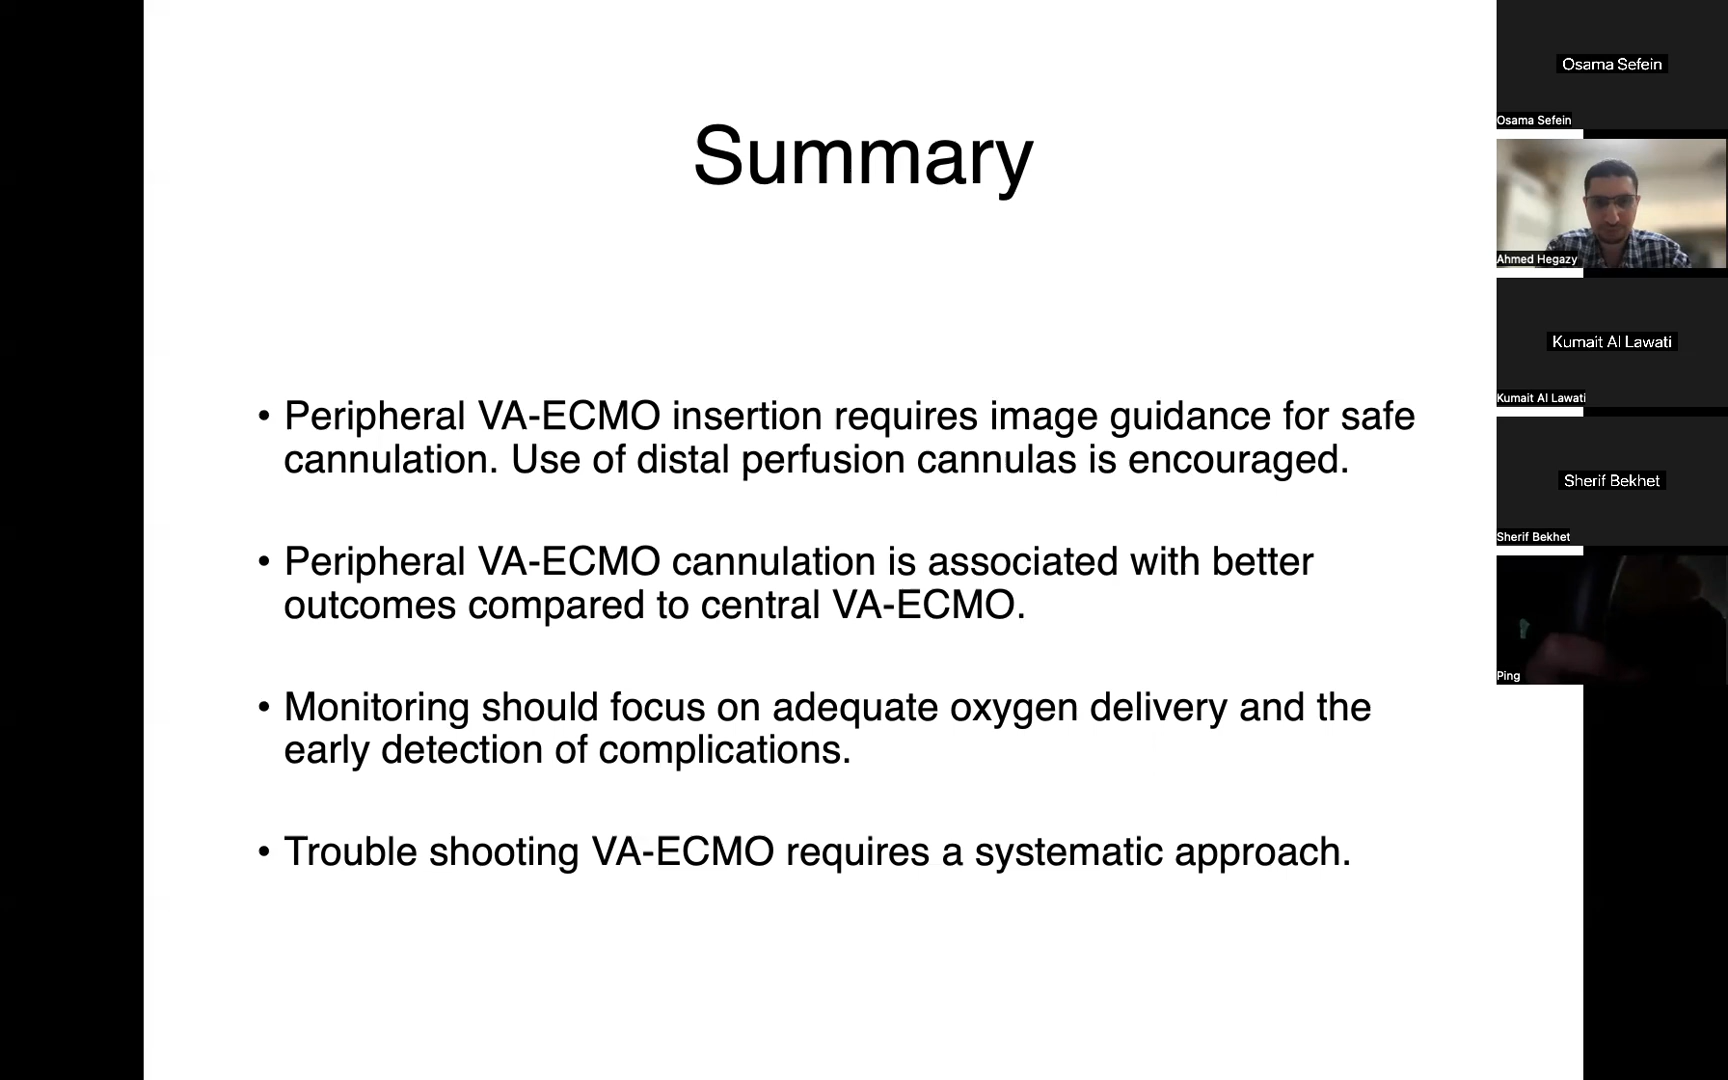 Summary
• Peripheral VA-ECMO insertion requires image guidance for safe
cannulation. Use of distal perfusion cannulas is encouraged.
• Peripheral VA-ECMO cannulation is associated with better
outcomes compared to central VA-ECMO.
• Monitoring should focus on adequate oxygen delivery and the
early detection of complications.
• Trouble shooting VA-ECMO requires a systematic approach.
Osama Sefein
Osama Sefein
Ahmed Hegazy
Kumait Al Lawati
Kumait Al Lawati
Sherif Bekhet
Sherif Bekhet
Ping